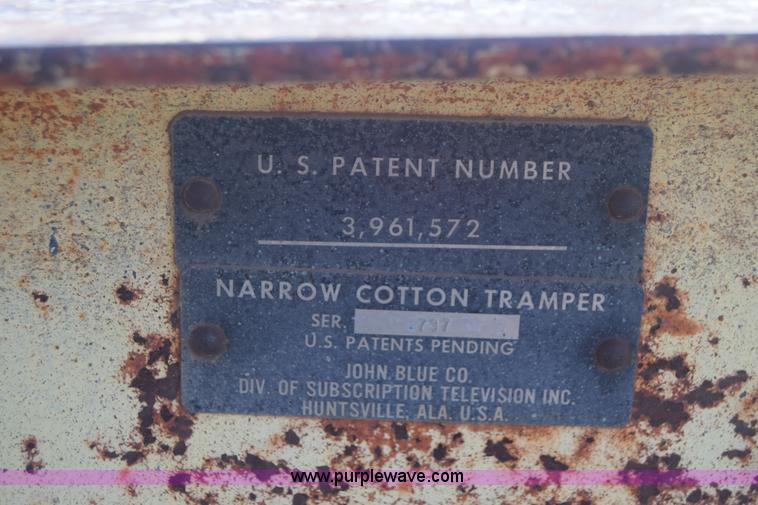 U. S. PATENT NUMBER
3,961,572
NARROW COTTON TRAMPER
SER. 737
U.S. PATENTS PENDING
JOHN BLUE CO.
DIV. OF SUBSCRIPTION TELEVISION INC.
HUNTSVILLE, ALA. U.S.A.
www.purplewave.com